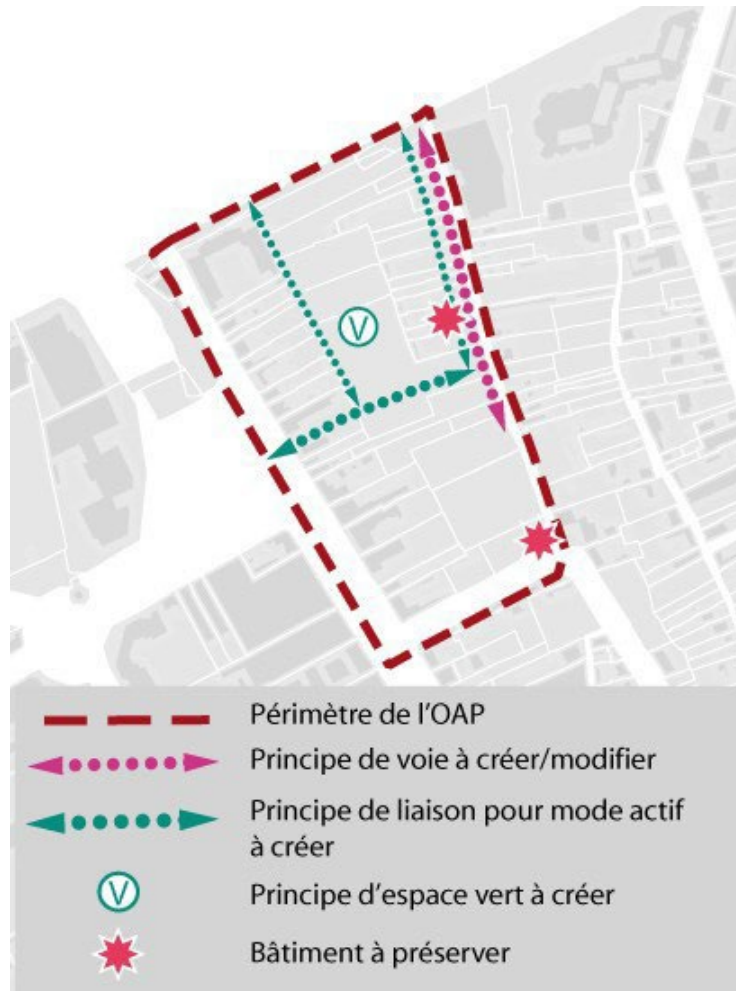 V
Périmètre de l'OAP
Principe de voie à créer/modifier
Principe de liaison pour mode actif
à créer
V
Principe d'espace vert à créer
Bâtiment à préserver